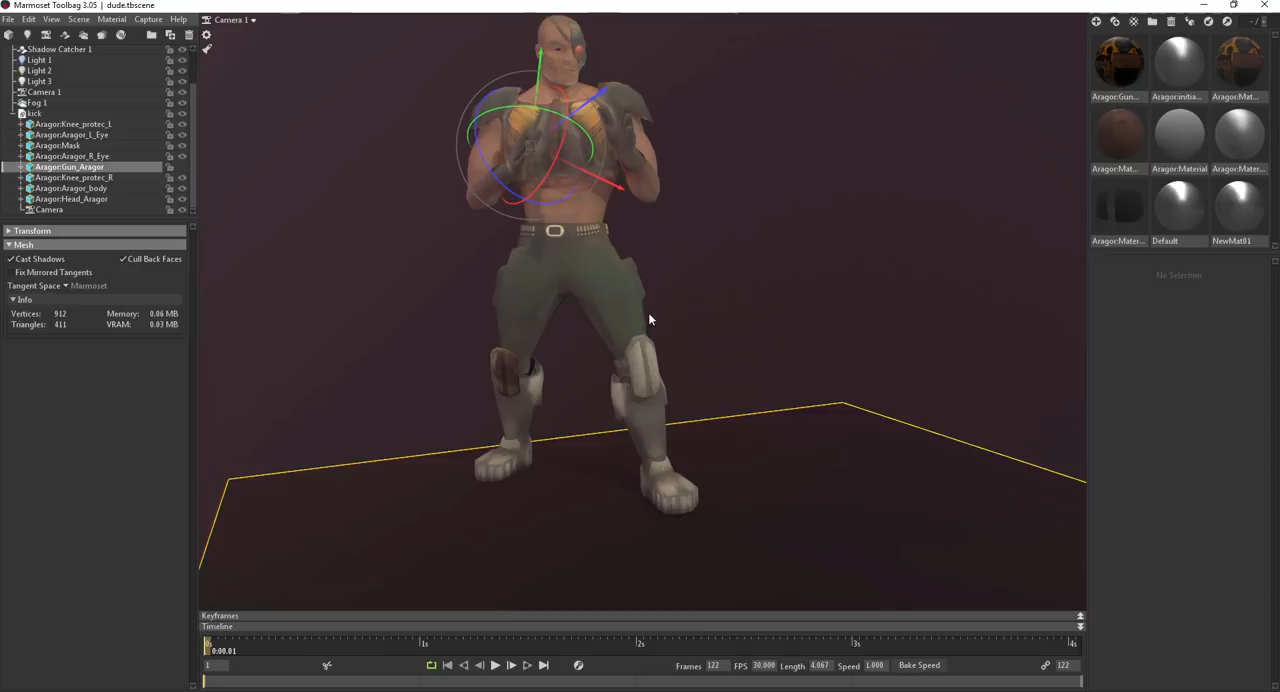 Marmoset Toolbag 3.05 | dude.tbscene
File Edit View Scene Material Capture Help
Camera 1
Shadow Catcher 1
Light 1
Light 2
Light 3
Camera 1
Fog 1
kick
Aragor:Knee_protec_L
Aragor:Aragor_L_Eye
Aragor:Mask
Aragor:Aragor_R_Eye
Aragor:Gun_Aragor
Aragor:Knee_protec_R
Aragor:Aragor_body
Aragor:Head_Aragor
Camera
Transform
Mesh
Cast Shadows Cull Back Faces
Fix Mirrored Tangents
Tangent Space Marmoset
Info
Vertices: 912 Memory: 0.06 MB
Triangles: 411 VRAM: 0.03 MB
Aragor:Gun... Aragor:initia... Aragor:Mat...
Aragor:Mat... Aragor:Material Aragor:Mater...
Aragor:Mater... Default NewMat01
No Selection
Keyframes
Timeline
1s 2s 3s 4s
0:00.01
1 Frames 122 FPS 30.000 Length 4.067 Speed 1.000 Bake Speed 122